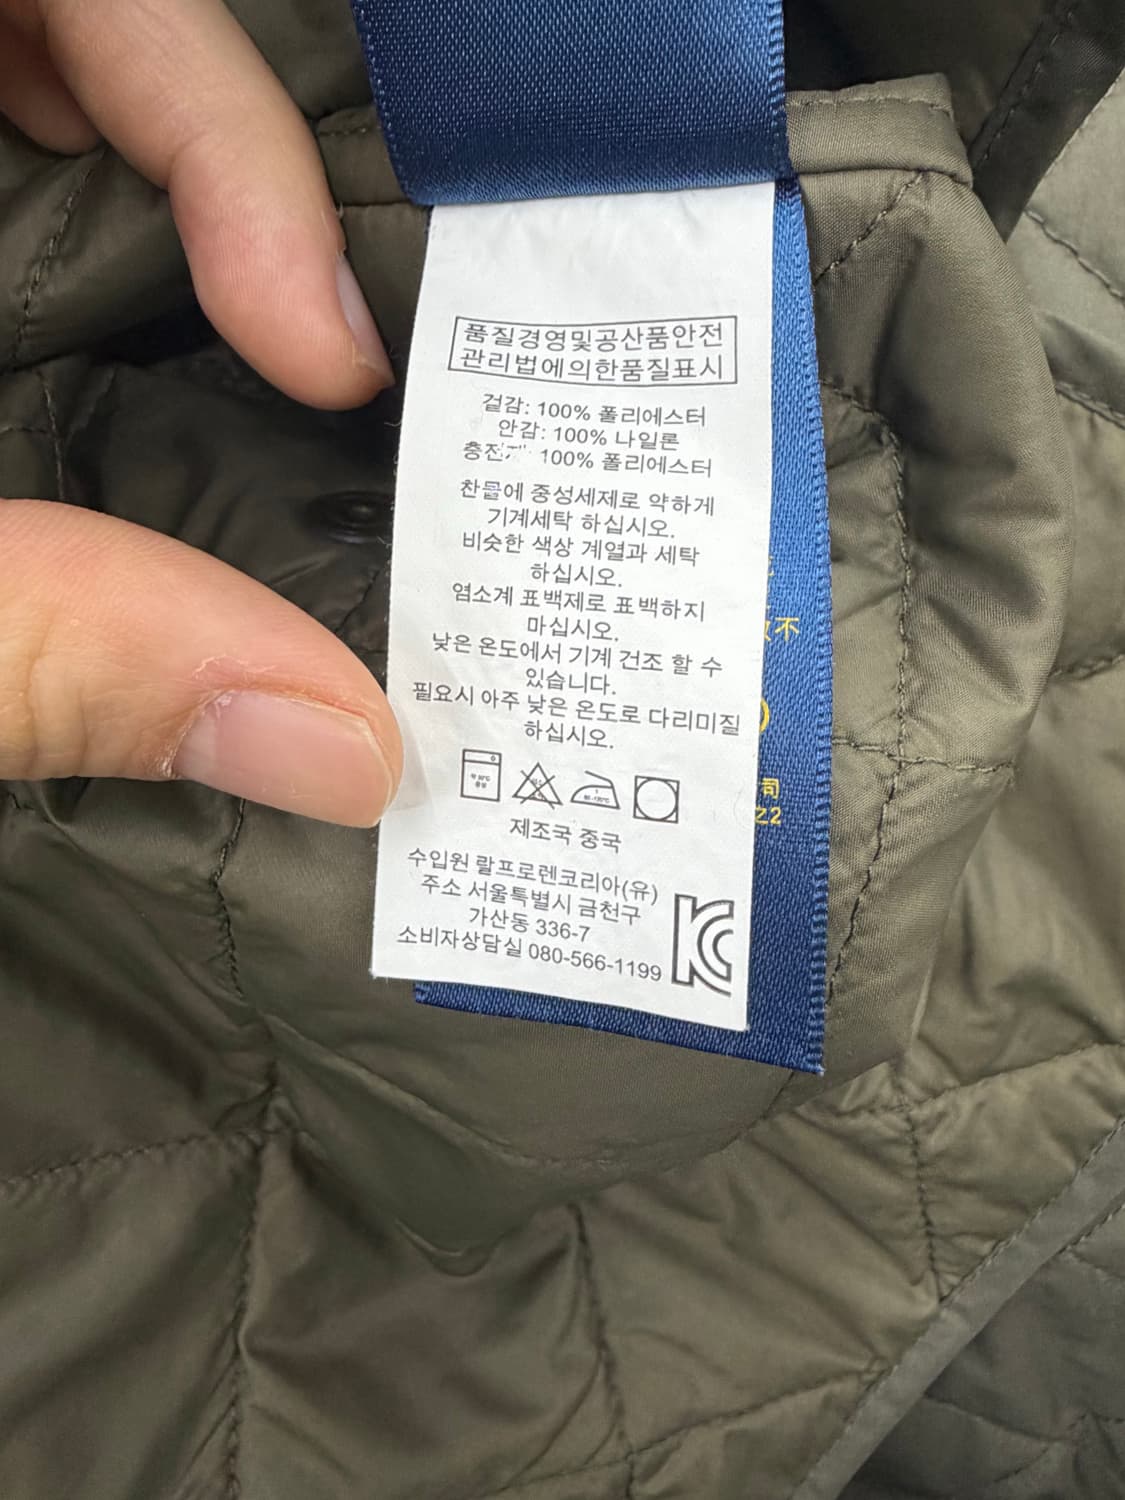 품질경영및공산품안전
관리법에의한품질표시
겉감: 100% 폴리에스터
안감: 100% 나일론
100% 폴리에스터
찬물에 중성세제로 약하게
기계세탁 하십시오.
비슷한 색상 계열과 세탁
하십시오.
염소계 표백제로 표백하지
마십시오.
낮은 온도에서 기계 건조 할 수
있습니다.
필요시 아주 낮은 온도로 다리미질
하십시오.
제조국 중국
수입원 랄프로렌코리아(유)
주소 서울특별시 금천구
가산동 336-7
소비자상담실 080-566-1199
KC
不
司
Z2